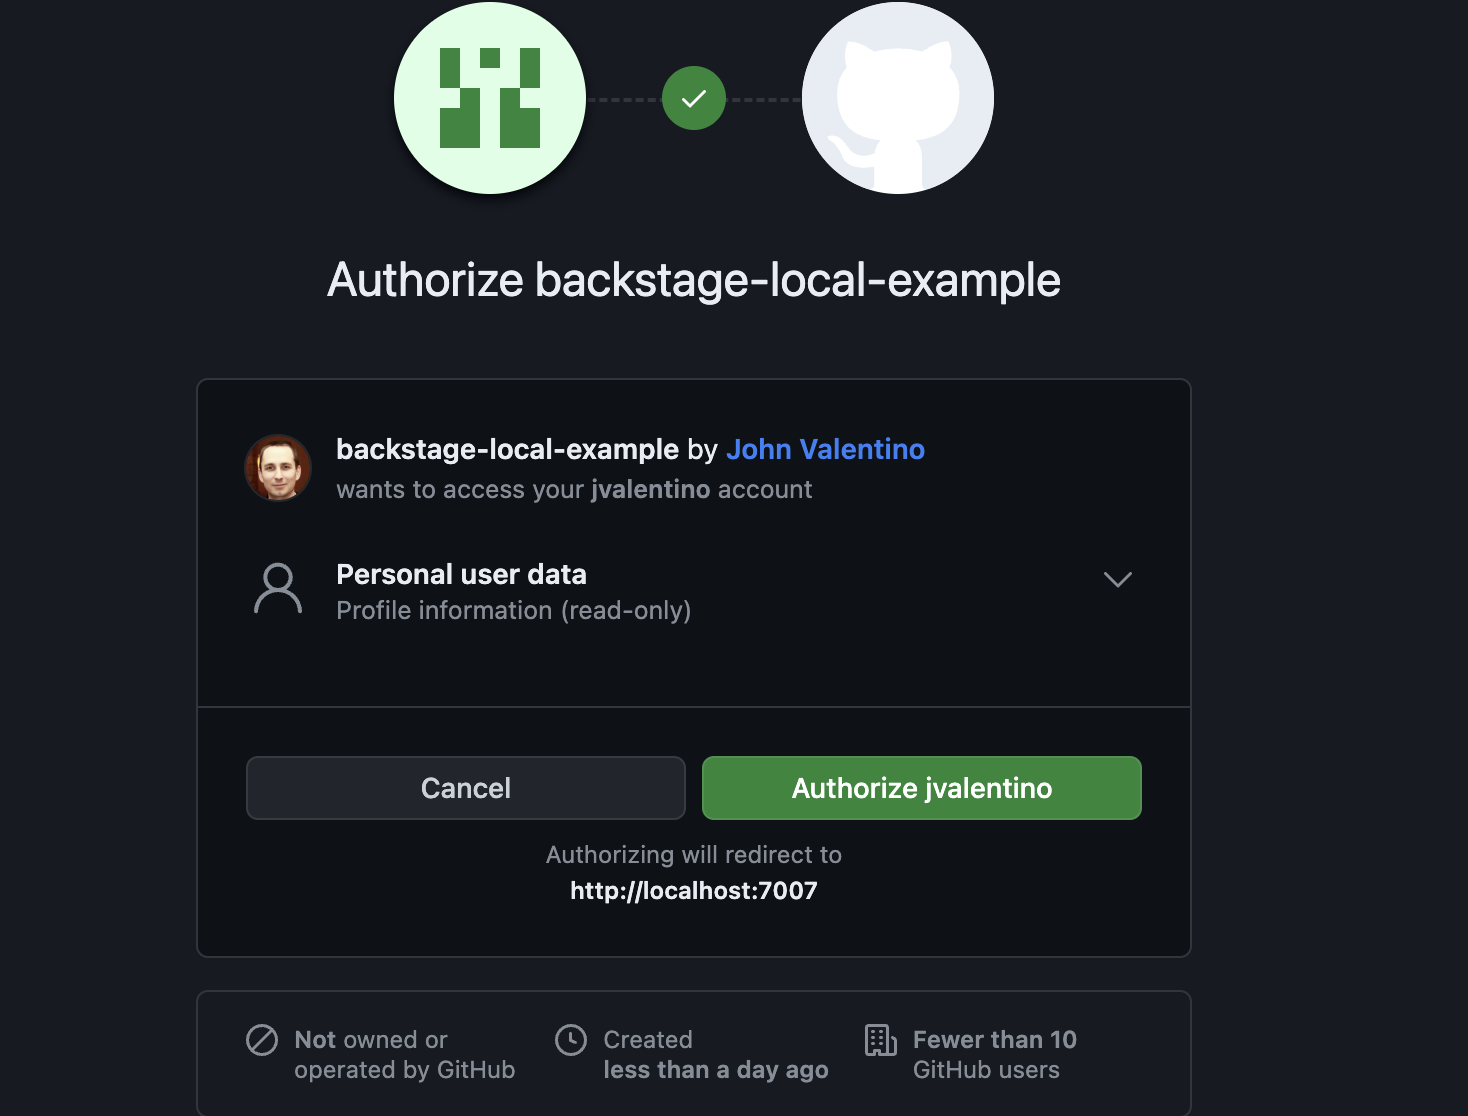 Authorize backstage-local-example
backstage-local-example by John Valentino
wants to access your jvalentino account
Personal user data
Profile information (read-only)
Cancel
Authorize jvalentino
Authorizing will redirect to
http://localhost:7007
Not owned or
operated by GitHub
Created
less than a day ago
Fewer than 10
GitHub users